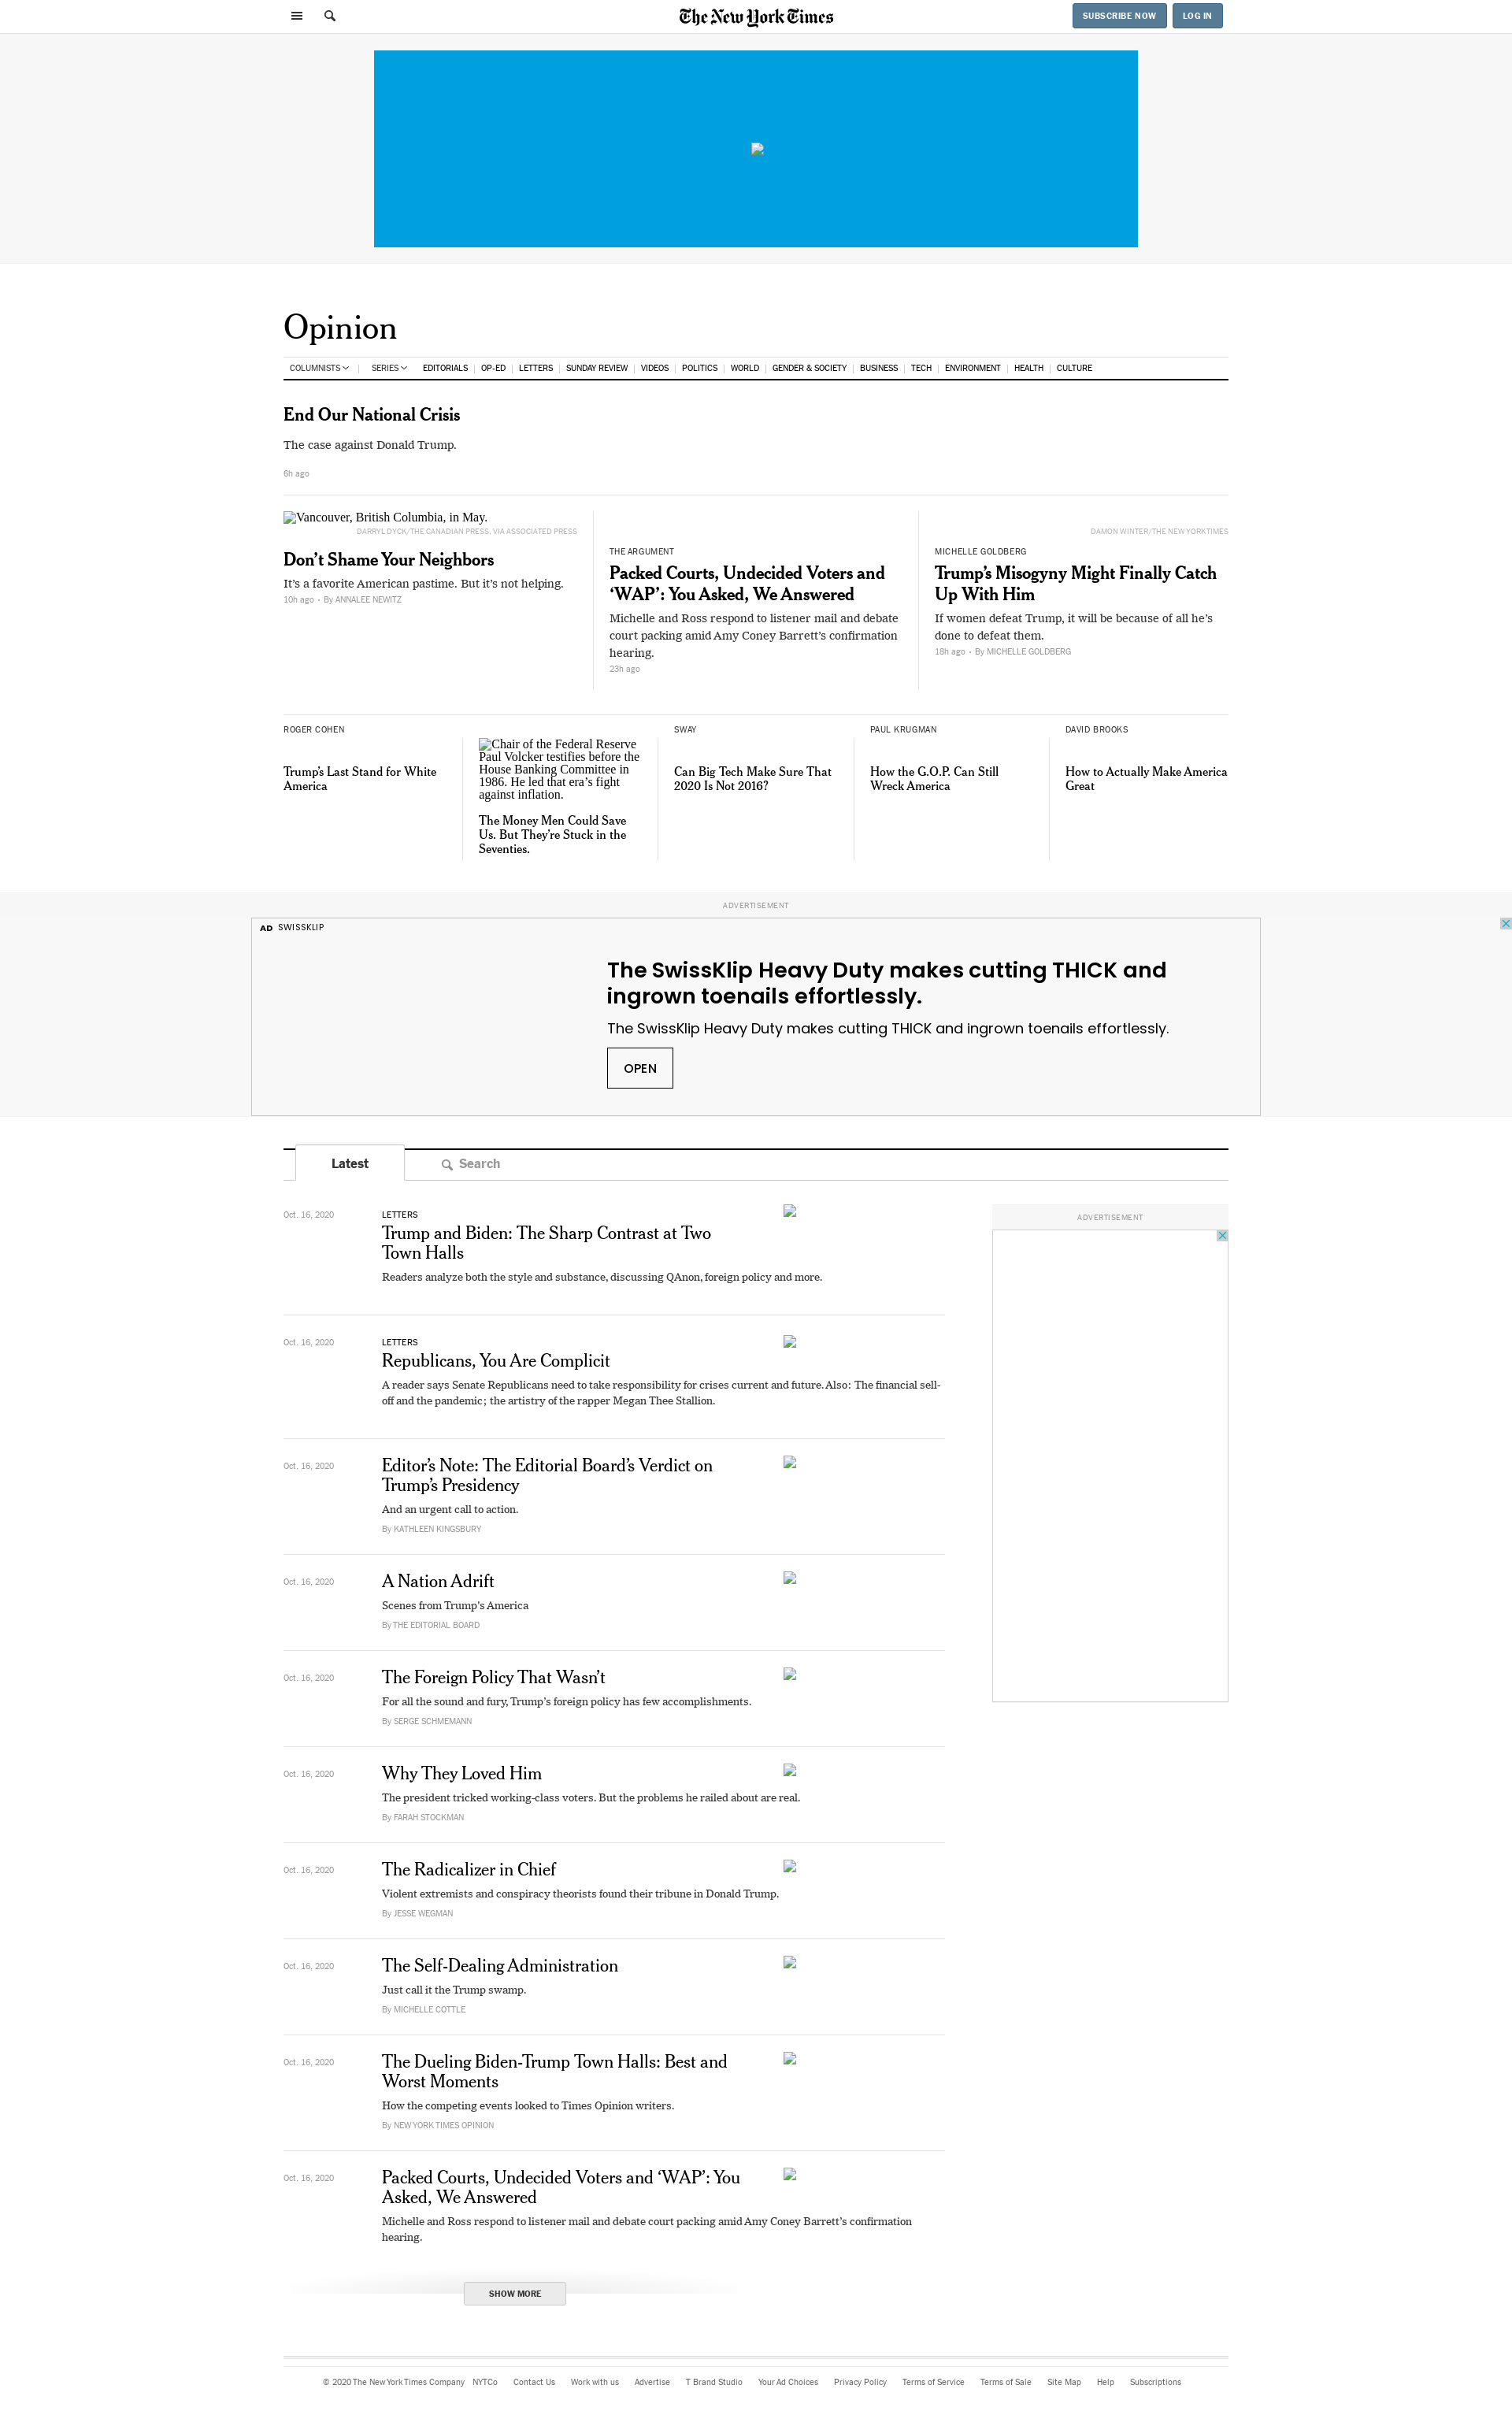 The New York Times
SUBSCRIBE NOW
LOG IN
Opinion
COLUMNISTS
SERIES
EDITORIALS
OP-ED
LETTERS
SUNDAY REVIEW
VIDEOS
POLITICS
WORLD
GENDER & SOCIETY
BUSINESS
TECH
ENVIRONMENT
HEALTH
CULTURE
End Our National Crisis
The case against Donald Trump.
6h ago
Vancouver, British Columbia, in May.
DARRYL DYCK/THE CANADIAN PRESS, VIA ASSOCIATED PRESS
Don’t Shame Your Neighbors
It’s a favorite American pastime. But it’s not helping.
10h ago • By ANNALEE NEWITZ
THE ARGUMENT
Packed Courts, Undecided Voters and
‘WAP’: You Asked, We Answered
Michelle and Ross respond to listener mail and debate
court packing amid Amy Coney Barrett’s confirmation
hearing.
23h ago
DAMON WINTER/THE NEW YORK TIMES
MICHELLE GOLDBERG
Trump’s Misogyny Might Finally Catch
Up With Him
If women defeat Trump, it will be because of all he’s
done to defeat them.
18h ago • By MICHELLE GOLDBERG
ROGER COHEN
Trump’s Last Stand for White
America
Chair of the Federal Reserve
Paul Volcker testifies before the
House Banking Committee in
1986. He led that era’s fight
against inflation.
The Money Men Could Save
Us. But They’re Stuck in the
Seventies.
SWAY
Can Big Tech Make Sure That
2020 Is Not 2016?
PAUL KRUGMAN
How the G.O.P. Can Still
Wreck America
DAVID BROOKS
How to Actually Make America
Great
ADVERTISEMENT
AD SWISSKLIP
The SwissKlip Heavy Duty makes cutting THICK and
ingrown toenails effortlessly.
The SwissKlip Heavy Duty makes cutting THICK and ingrown toenails effortlessly.
OPEN
Latest
Search
ADVERTISEMENT
Oct. 16, 2020
LETTERS
Trump and Biden: The Sharp Contrast at Two
Town Halls
Readers analyze both the style and substance, discussing QAnon, foreign policy and more.
Oct. 16, 2020
LETTERS
Republicans, You Are Complicit
A reader says Senate Republicans need to take responsibility for crises current and future. Also: The financial sell-
off and the pandemic; the artistry of the rapper Megan Thee Stallion.
Oct. 16, 2020
Editor’s Note: The Editorial Board’s Verdict on
Trump’s Presidency
And an urgent call to action.
By KATHLEEN KINGSBURY
Oct. 16, 2020
A Nation Adrift
Scenes from Trump’s America
By THE EDITORIAL BOARD
Oct. 16, 2020
The Foreign Policy That Wasn’t
For all the sound and fury, Trump’s foreign policy has few accomplishments.
By SERGE SCHMEMANN
Oct. 16, 2020
Why They Loved Him
The president tricked working-class voters. But the problems he railed about are real.
By FARAH STOCKMAN
Oct. 16, 2020
The Radicalizer in Chief
Violent extremists and conspiracy theorists found their tribune in Donald Trump.
By JESSE WEGMAN
Oct. 16, 2020
The Self-Dealing Administration
Just call it the Trump swamp.
By MICHELLE COTTLE
Oct. 16, 2020
The Dueling Biden-Trump Town Halls: Best and
Worst Moments
How the competing events looked to Times Opinion writers.
By NEW YORK TIMES OPINION
Oct. 16, 2020
Packed Courts, Undecided Voters and ‘WAP’: You
Asked, We Answered
Michelle and Ross respond to listener mail and debate court packing amid Amy Coney Barrett’s confirmation
hearing.
SHOW MORE
© 2020 The New York Times Company
NYTCo
Contact Us
Work with us
Advertise
T Brand Studio
Your Ad Choices
Privacy Policy
Terms of Service
Terms of Sale
Site Map
Help
Subscriptions